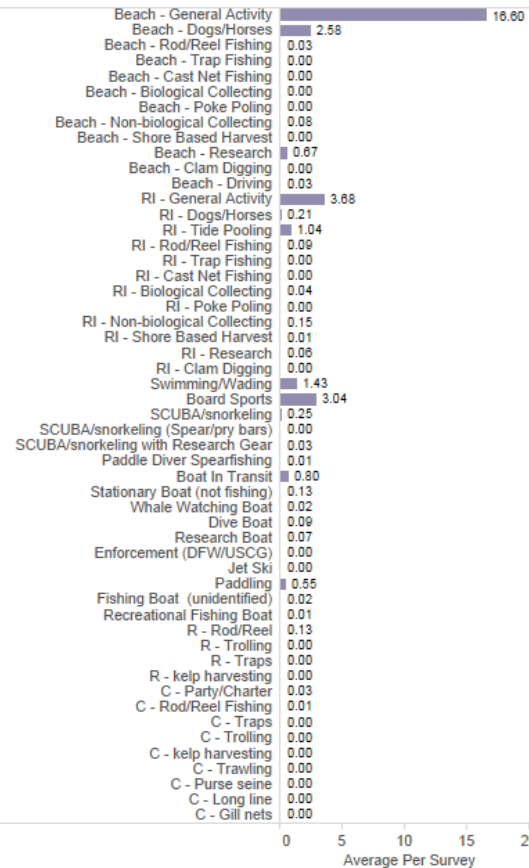 Beach - General Activity 16.60
Beach - Dogs/Horses 2.58
Beach - Rod/Reel Fishing 0.03
Beach - Trap Fishing 0.00
Beach - Cast Net Fishing 0.00
Beach - Biological Collecting 0.00
Beach - Poke Poling 0.00
Beach - Non-biological Collecting 0.08
Beach - Shore Based Harvest 0.00
Beach - Research 0.67
Beach - Clam Digging 0.00
Beach - Driving 0.03
RI - General Activity 3.68
RI - Dogs/Horses 0.21
RI - Tide Pooling 1.04
RI - Rod/Reel Fishing 0.09
RI - Trap Fishing 0.00
RI - Cast Net Fishing 0.00
RI - Biological Collecting 0.04
RI - Poke Poling 0.00
RI - Non-biological Collecting 0.15
RI - Shore Based Harvest 0.01
RI - Research 0.06
RI - Clam Digging 0.00
Swimming/Wading 1.43
Board Sports 3.04
SCUBA/snorkeling 0.25
SCUBA/snorkeling (Spear/pry bars) 0.00
SCUBA/snorkeling with Research Gear 0.03
Paddle Diver Spearfishing 0.01
Boat In Transit 0.80
Stationary Boat (not fishing) 0.13
Whale Watching Boat 0.02
Dive Boat 0.09
Research Boat 0.07
Enforcement (DFW/USCG) 0.00
Jet Ski 0.00
Paddling 0.55
Fishing Boat (unidentified) 0.02
Recreational Fishing Boat 0.01
R - Rod/Reel 0.13
R - Trolling 0.00
R - Traps 0.00
R - kelp harvesting 0.00
C - Party/Charter 0.03
C - Rod/Reel Fishing 0.01
C - Traps 0.00
C - Trolling 0.00
C - kelp harvesting 0.00
C - Trawling 0.00
C - Purse seine 0.00
C - Long line 0.00
C - Gill nets 0.00
0 5 10 15
Average Per Survey